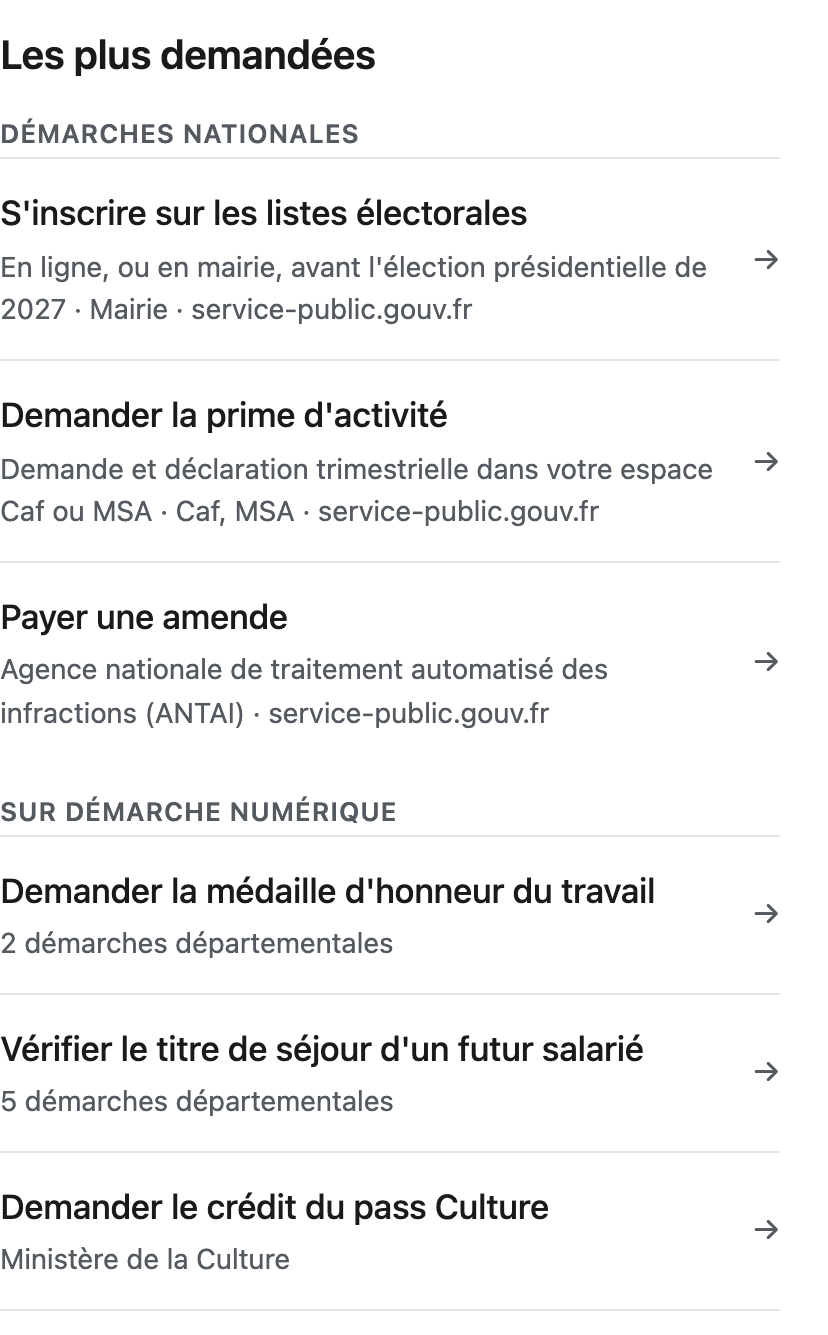 Les plus demandées
DÉMARCHES NATIONALES
S'inscrire sur les listes électorales
En ligne, ou en mairie, avant l'élection présidentielle de
2027 · Mairie · service-public.gouv.fr
Demander la prime d'activité
Demande et déclaration trimestrielle dans votre espace
Caf ou MSA · Caf, MSA · service-public.gouv.fr
Payer une amende
Agence nationale de traitement automatisé des
infractions (ANTAI) · service-public.gouv.fr
SUR DÉMARCHE NUMÉRIQUE
Demander la médaille d'honneur du travail
2 démarches départementales
Vérifier le titre de séjour d'un futur salarié
5 démarches départementales
Demander le crédit du pass Culture
Ministère de la Culture